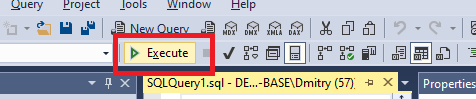 Query Project Tools Window Help
New Query MDX DMX XMLA DAX
Execute
SQLQuery1.sql - DE...-BASE\Dmitry (57))
Properties